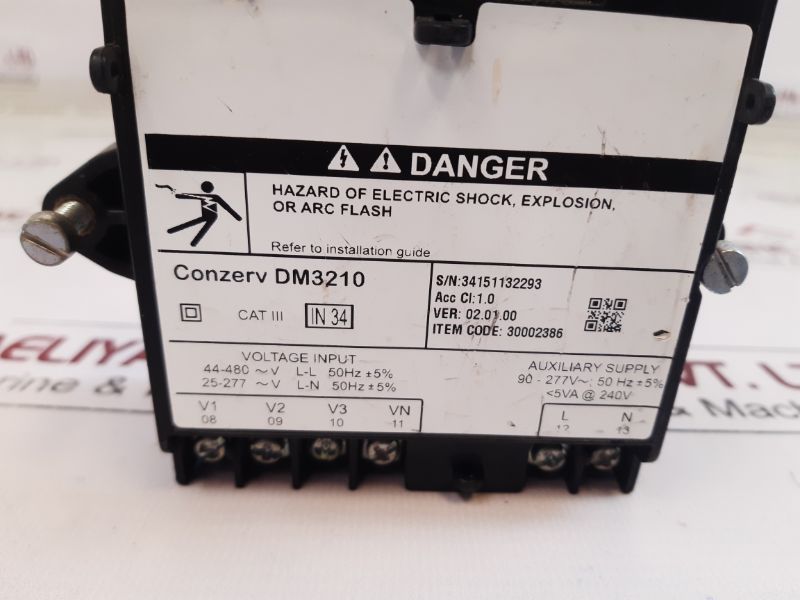 DANGER
HAZARD OF ELECTRIC SHOCK, EXPLOSION,
OR ARC FLASH
Refer to installation guide
Conzerv DM3210
CAT III IN 34
S/N:34151132293
Acc Cl:1.0
VER: 02.01.00
ITEM CODE: 30002386
VOLTAGE INPUT
44-480 ~ V L-L 50Hz ±5%
25-277 ~ V L-N 50Hz ±5%
V1 V2 V3 VN
08 09 10 11
AUXILIARY SUPPLY
90 - 277V~; 50 Hz ±5%
<5VA @ 240V
L N
12 13